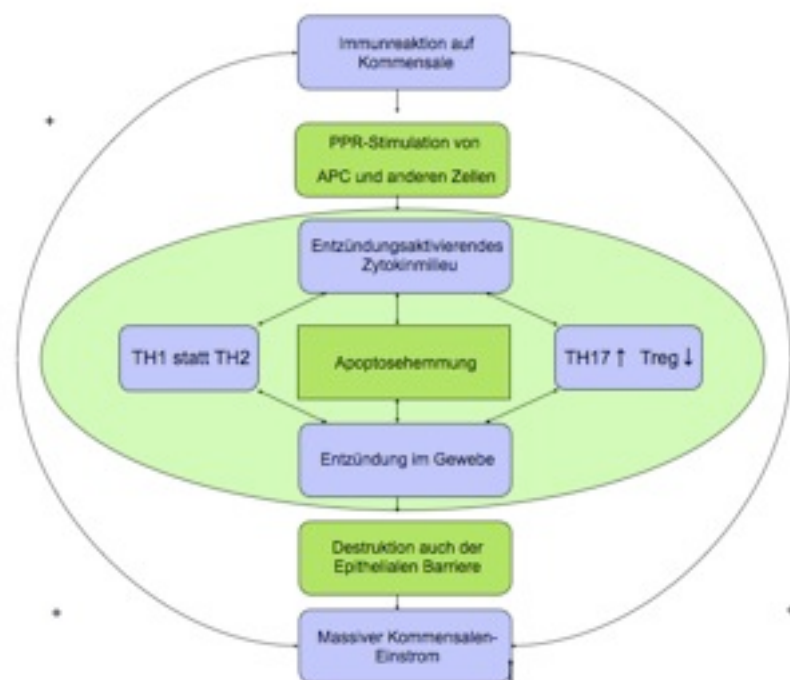 Immunreaktion auf
Kommensale
PPR-Stimulation von
APC und anderen Zellen
Entzündungsaktivierendes
Zytokinmilieu
TH1 statt TH2
Apoptosehemmung
TH17 ↑ Treg ↓
Entzündung im Gewebe
Destruktion auch der
Epithelialen Barriere
Massiver Kommensalen-
Einstrom